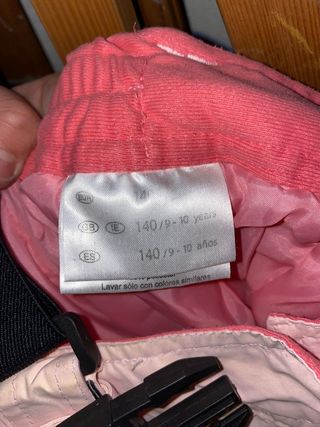 EUR
GB IE 140/9 - 10 years
ES 140/9 - 10 años
Lavar sólo con colores similares